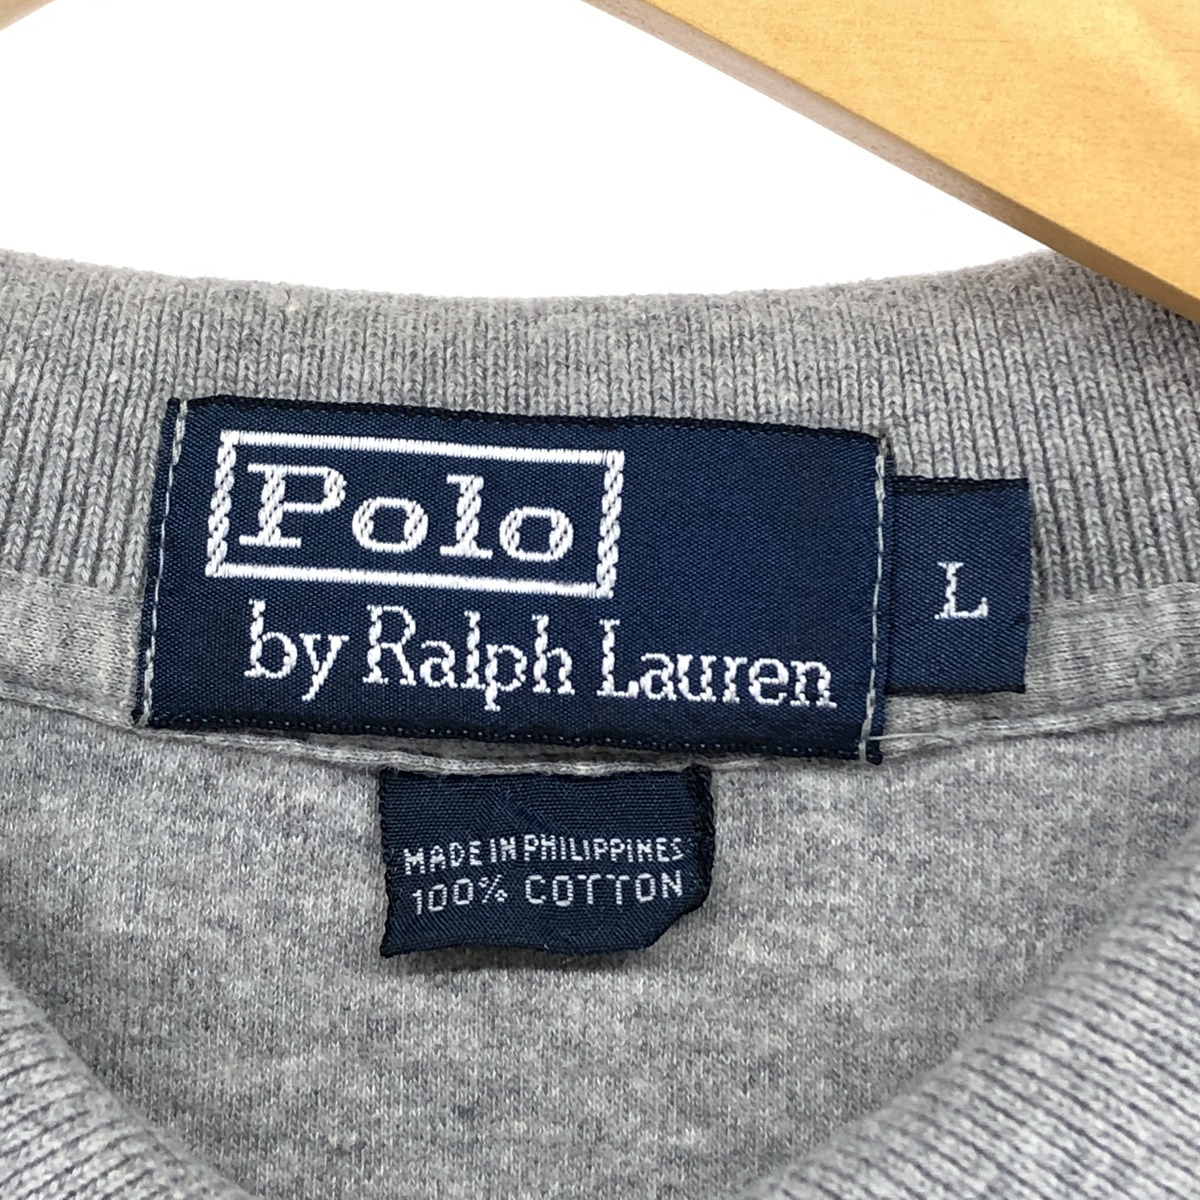 Polo
by Ralph Lauren
L
MADE IN PHILIPPINES
100% COTTON